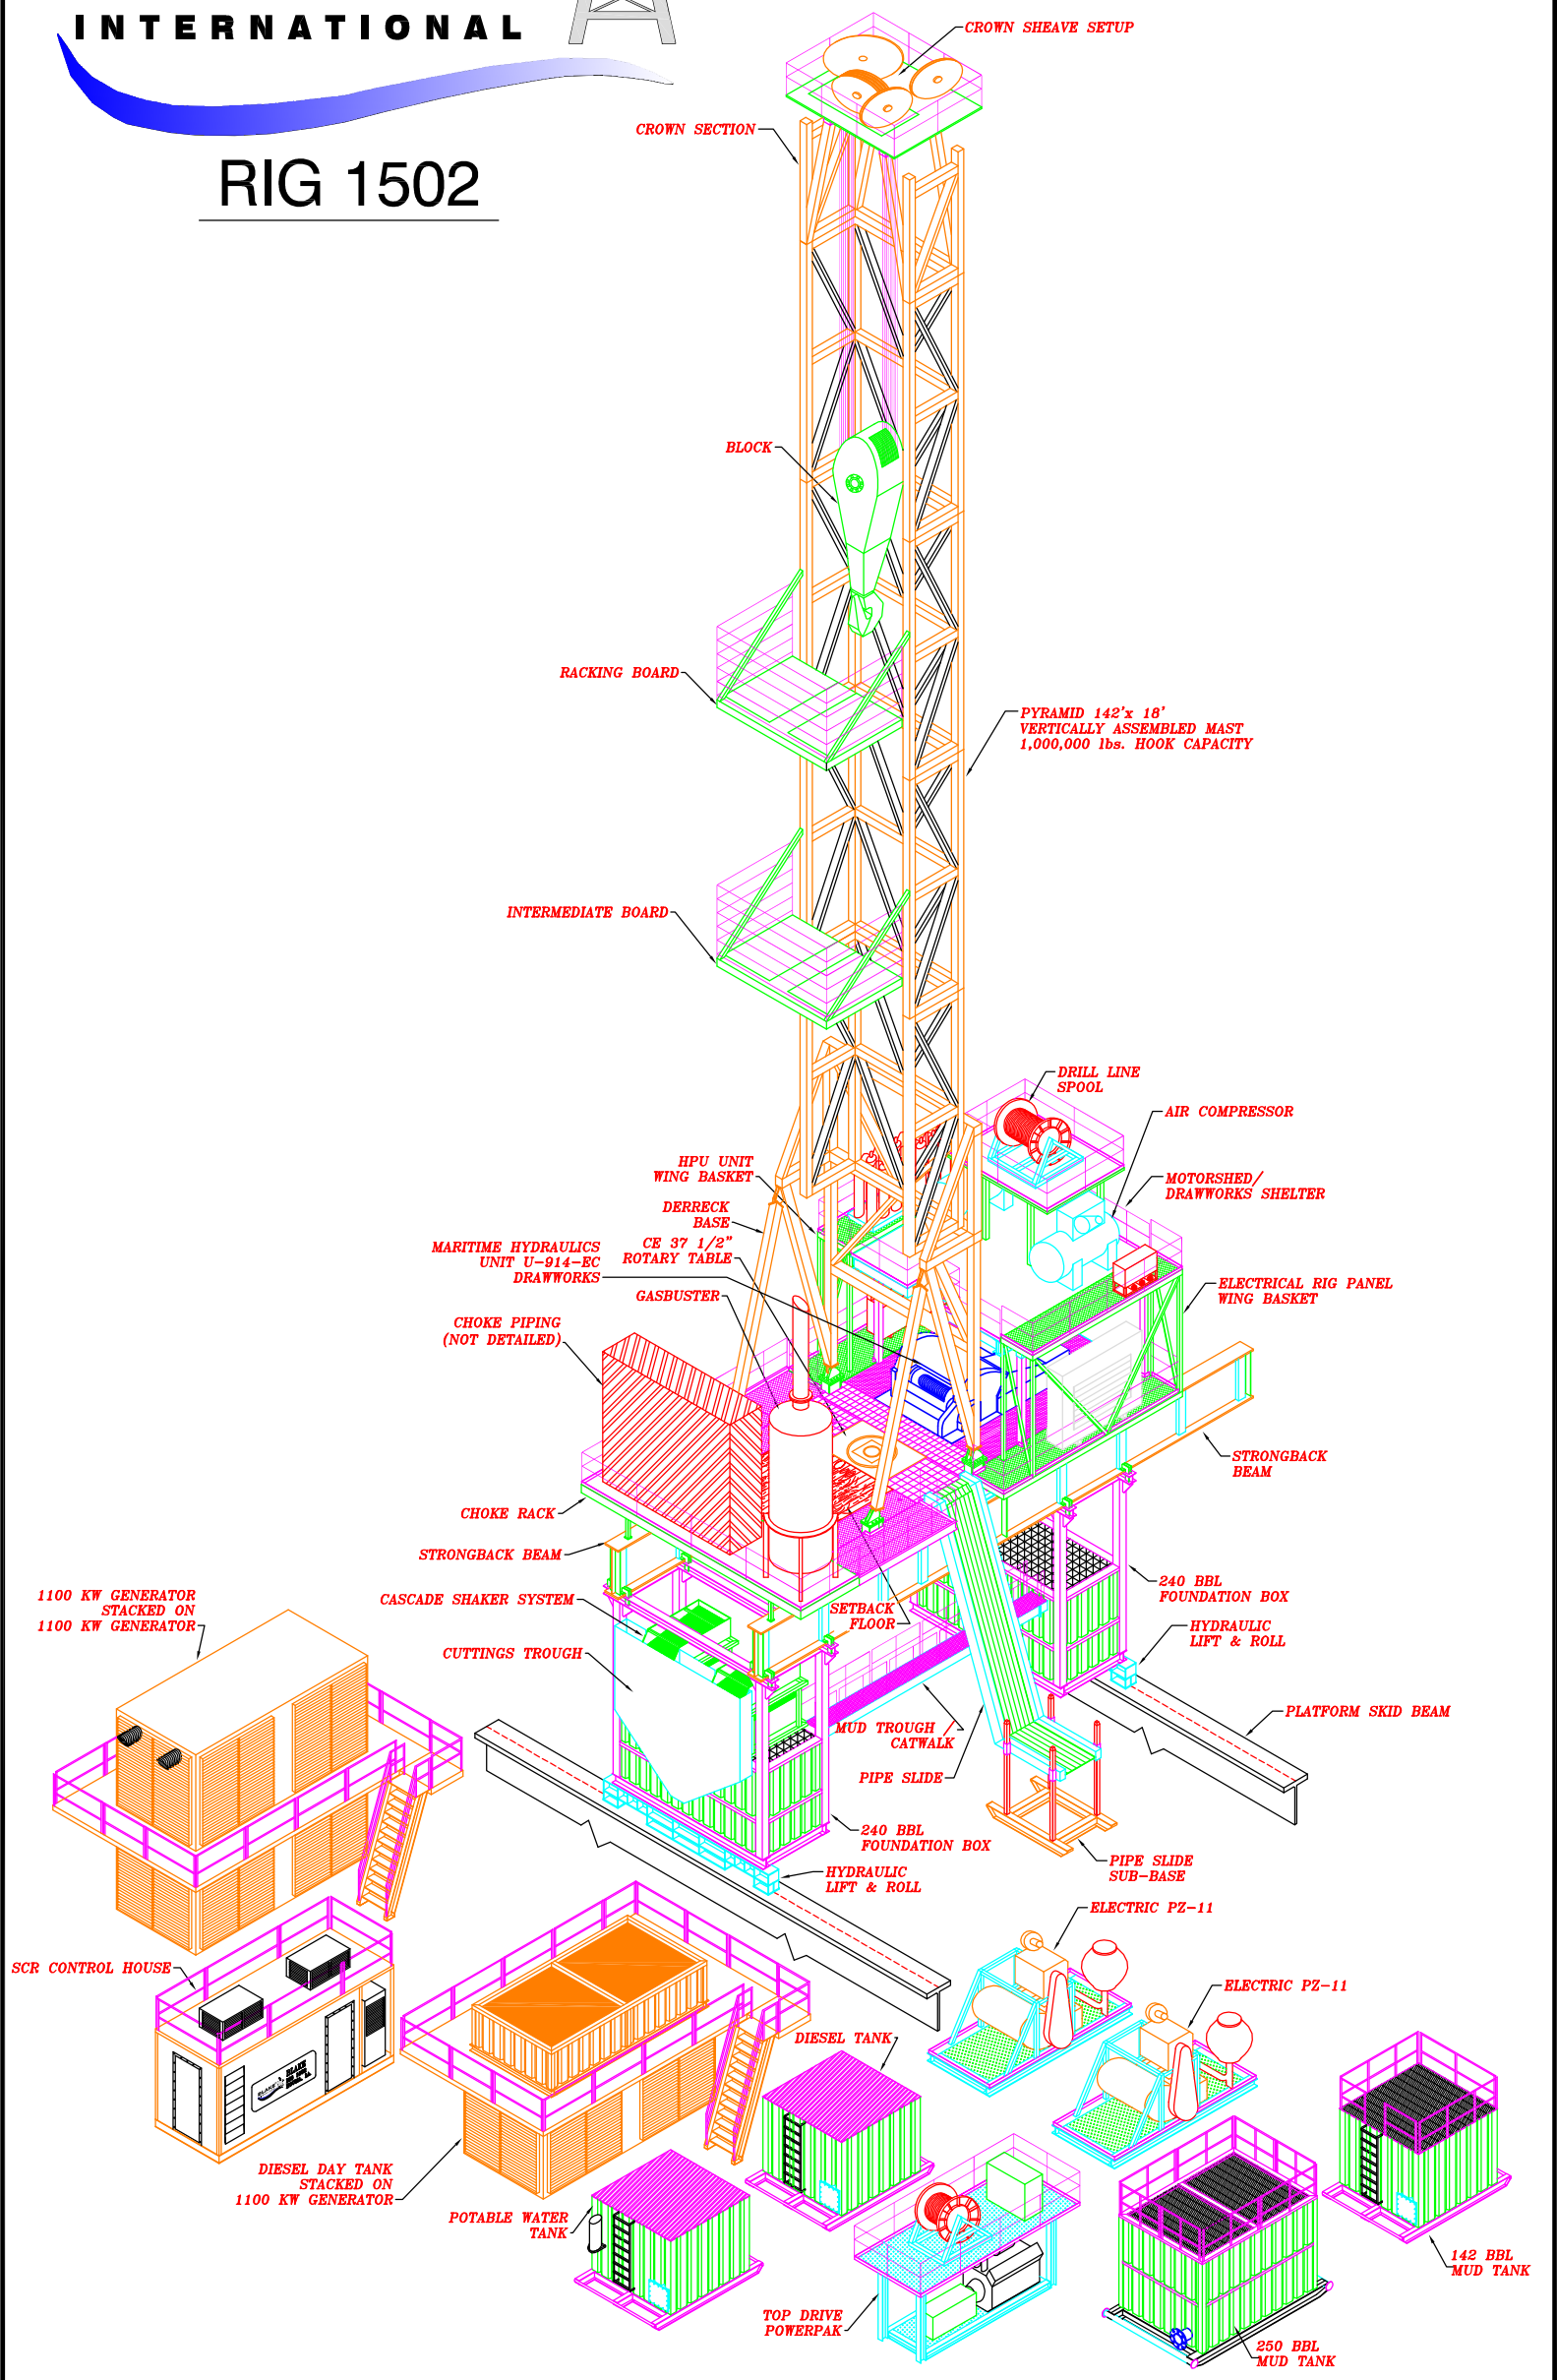 INTERNATIONAL
RIG 1502
CROWN SHEAVE SETUP
CROWN SECTION
BLOCK
RACKING BOARD
PYRAMID 142'x 18'
VERTICALLY ASSEMBLED MAST
1,000,000 lbs. HOOK CAPACITY
INTERMEDIATE BOARD
DRILL LINE
SPOOL
AIR COMPRESSOR
HPU UNIT
WING BASKET
MOTORSHED/
DRAWWORKS SHELTER
DERRECK
BASE
CE 37 1/2"
ROTARY TABLE
MARITIME HYDRAULICS
UNIT U-914-EC
DRAWWORKS
GASBUSTER
ELECTRICAL RIG PANEL
WING BASKET
CHOKE PIPING
(NOT DETAILED)
STRONGBACK
BEAM
CHOKE RACK
STRONGBACK BEAM
CASCADE SHAKER SYSTEM
SETBACK
FLOOR
CUTTINGS TROUGH
240 BBL
FOUNDATION BOX
HYDRAULIC
LIFT & ROLL
1100 KW GENERATOR
STACKED ON
1100 KW GENERATOR
PLATFORM SKID BEAM
MUD TROUGH /
CATWALK
PIPE SLIDE
240 BBL
FOUNDATION BOX
PIPE SLIDE
SUB-BASE
HYDRAULIC
LIFT & ROLL
ELECTRIC PZ-11
SCR CONTROL HOUSE
ELECTRIC PZ-11
DIESEL TANK
BLAKE
DIESEL DAY TANK
STACKED ON
1100 KW GENERATOR
POTABLE WATER
TANK
TOP DRIVE
POWERPAK
142 BBL
MUD TANK
250 BBL
MUD TANK